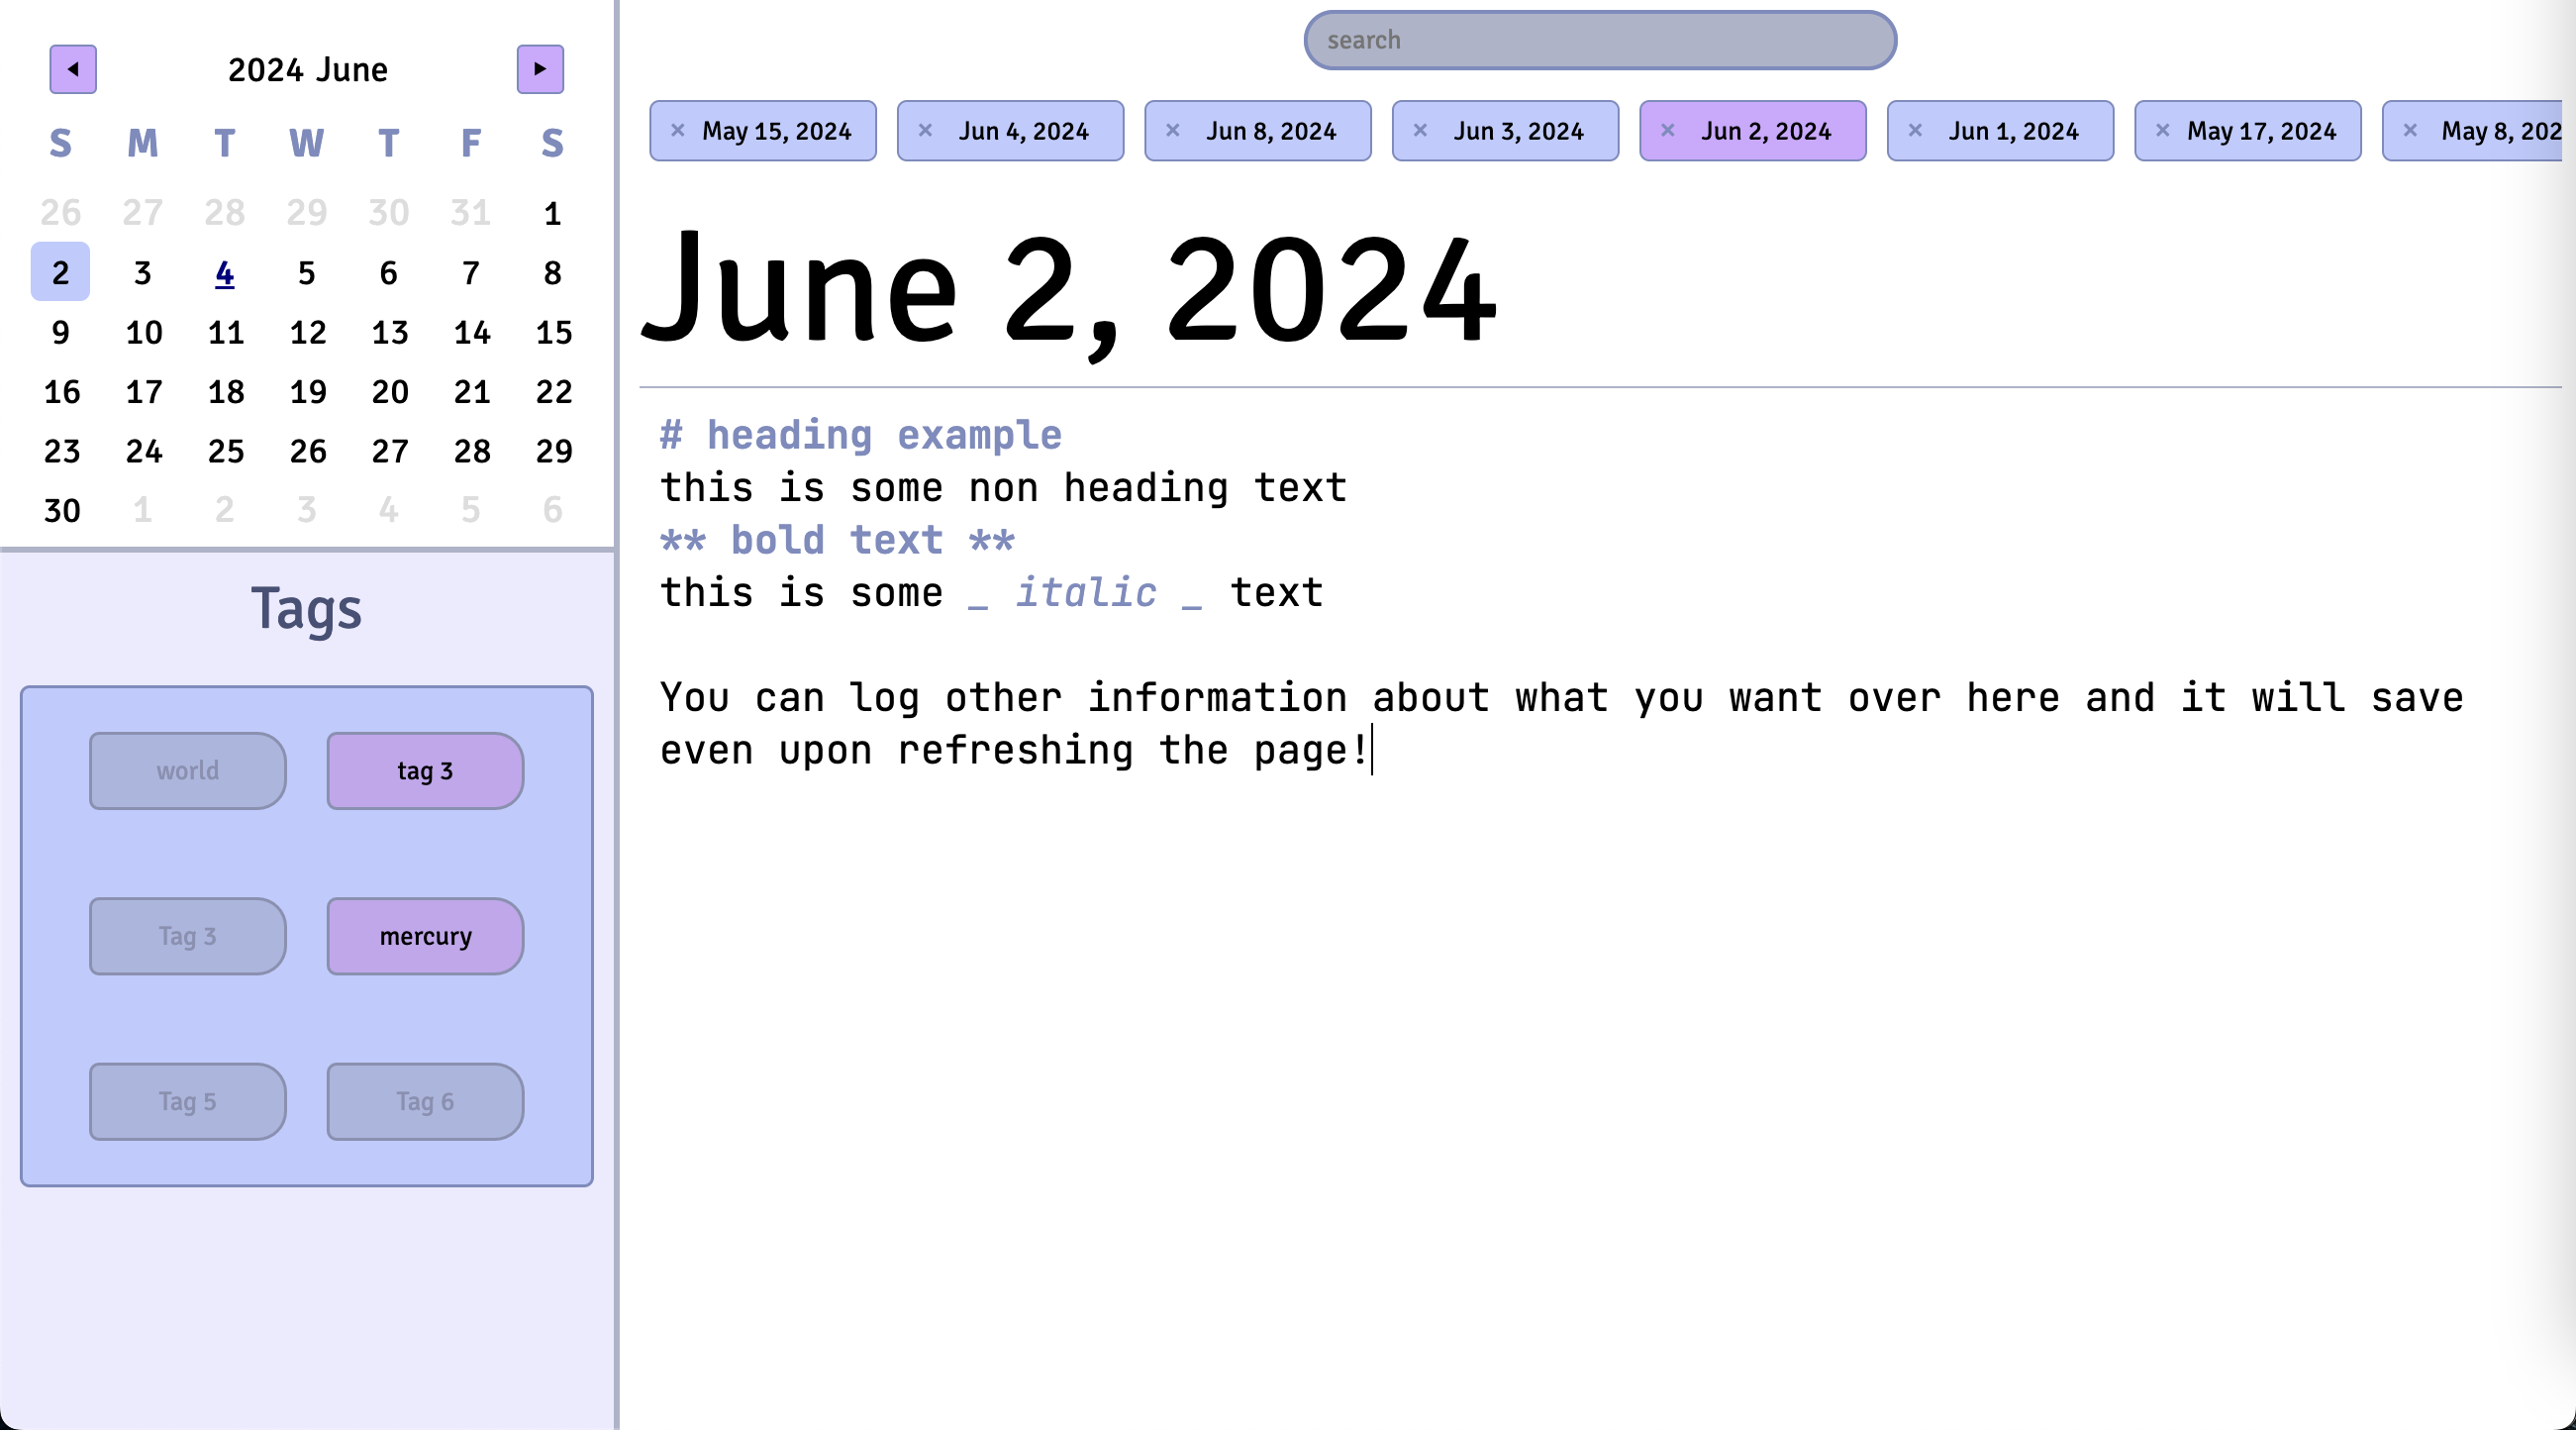 2024 June
S M T W T F S
26 27 28 29 30 31 1
2 3 4 5 6 7 8
9 10 11 12 13 14 15
16 17 18 19 20 21 22
23 24 25 26 27 28 29
30 1 2 3 4 5 6
Tags
world tag 3
Tag 3 mercury
Tag 5 Tag 6
search
× May 15, 2024 × Jun 4, 2024 × Jun 8, 2024 × Jun 3, 2024 × Jun 2, 2024 × Jun 1, 2024 × May 17, 2024 × May 8, 202
June 2, 2024
# heading example
this is some non heading text
** bold text **
this is some _ italic _ text
You can log other information about what you want over here and it will save
even upon refreshing the page!